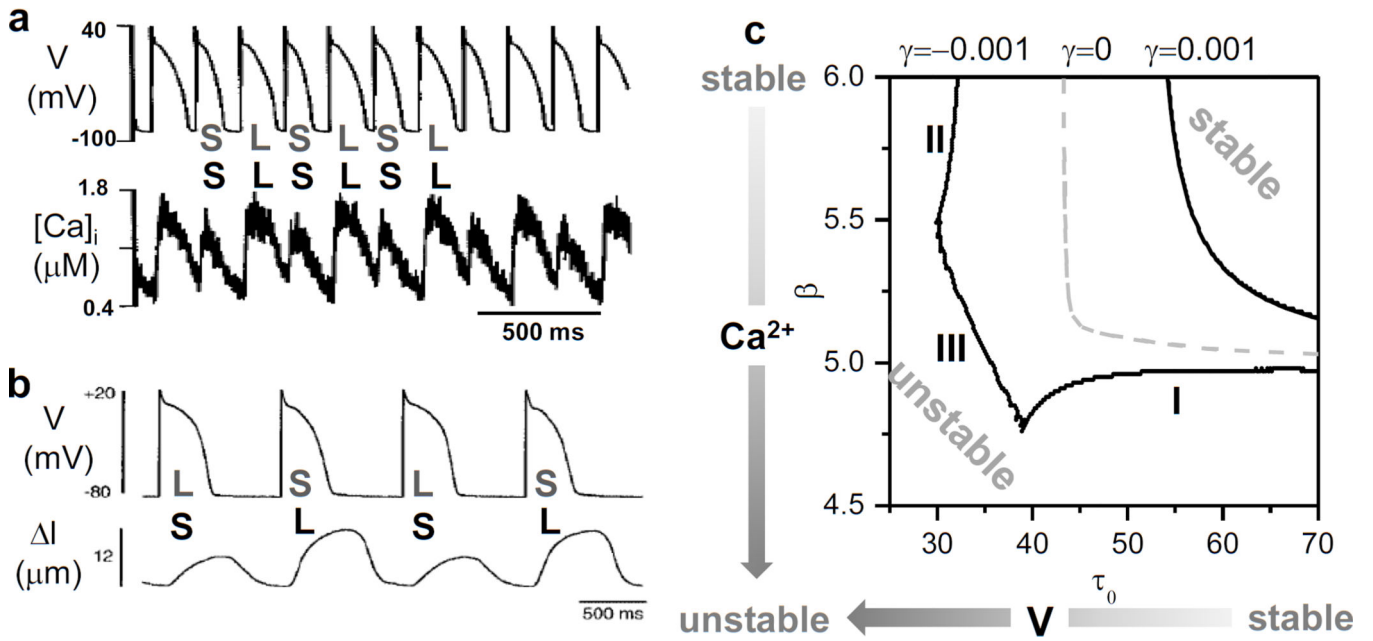 a
40
V
(mV)
-100
S L S L S L
S L S L S L
1.8
[Ca]i
(μM)
0.4
500 ms
b
+20
V
(mV)
-80
L S L S
S L S L
Δl
(μm)
12
500 ms
c
γ=−0.001 γ=0 γ=0.001
stable
6.0
5.5
5.0
4.5
β
II
III
I
stable
unstable
Ca2+
30 40 50 60 70
τ0
unstable V stable